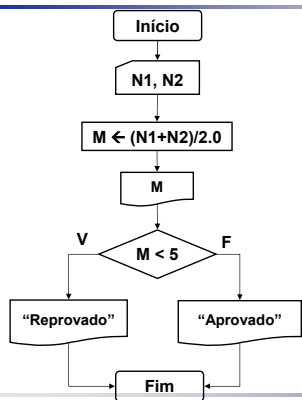 Início
N1, N2
M ← (N1+N2)/2.0
M
V
F
M < 5
“Reprovado”
“Aprovado”
Fim